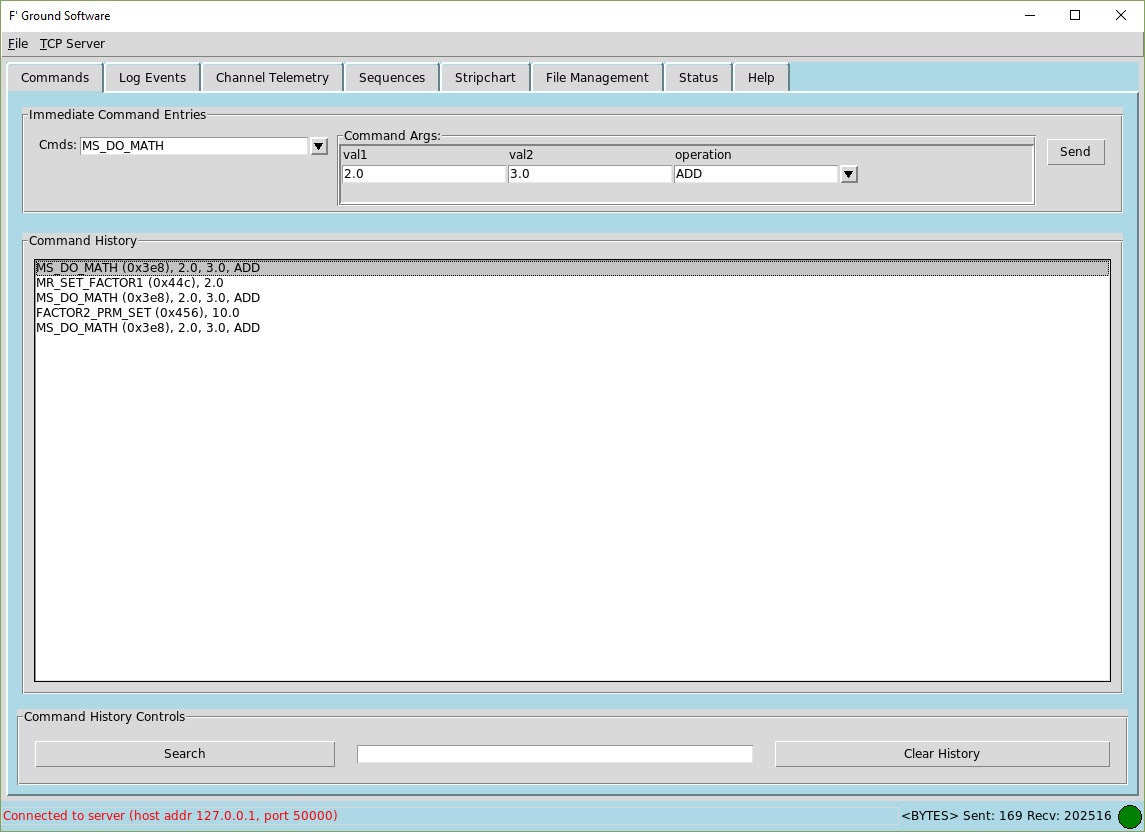 F' Ground Software
File TCP Server
Commands Log Events Channel Telemetry Sequences Stripchart File Management Status Help
Immediate Command Entries
Command Args:
Cmds: MS_DO_MATH
Send
val1 val2 operation
2.0 3.0 ADD
Command History
MS_DO_MATH (0x3e8), 2.0, 3.0, ADD
MR_SET_FACTOR1 (0x44c), 2.0
MS_DO_MATH (0x3e8), 2.0, 3.0, ADD
FACTOR2_PRM_SET (0x456), 10.0
MS_DO_MATH (0x3e8), 2.0, 3.0, ADD
Command History Controls
Search Clear History
Connected to server (host addr 127.0.0.1, port 50000) <BYTES> Sent: 169 Recv: 202516